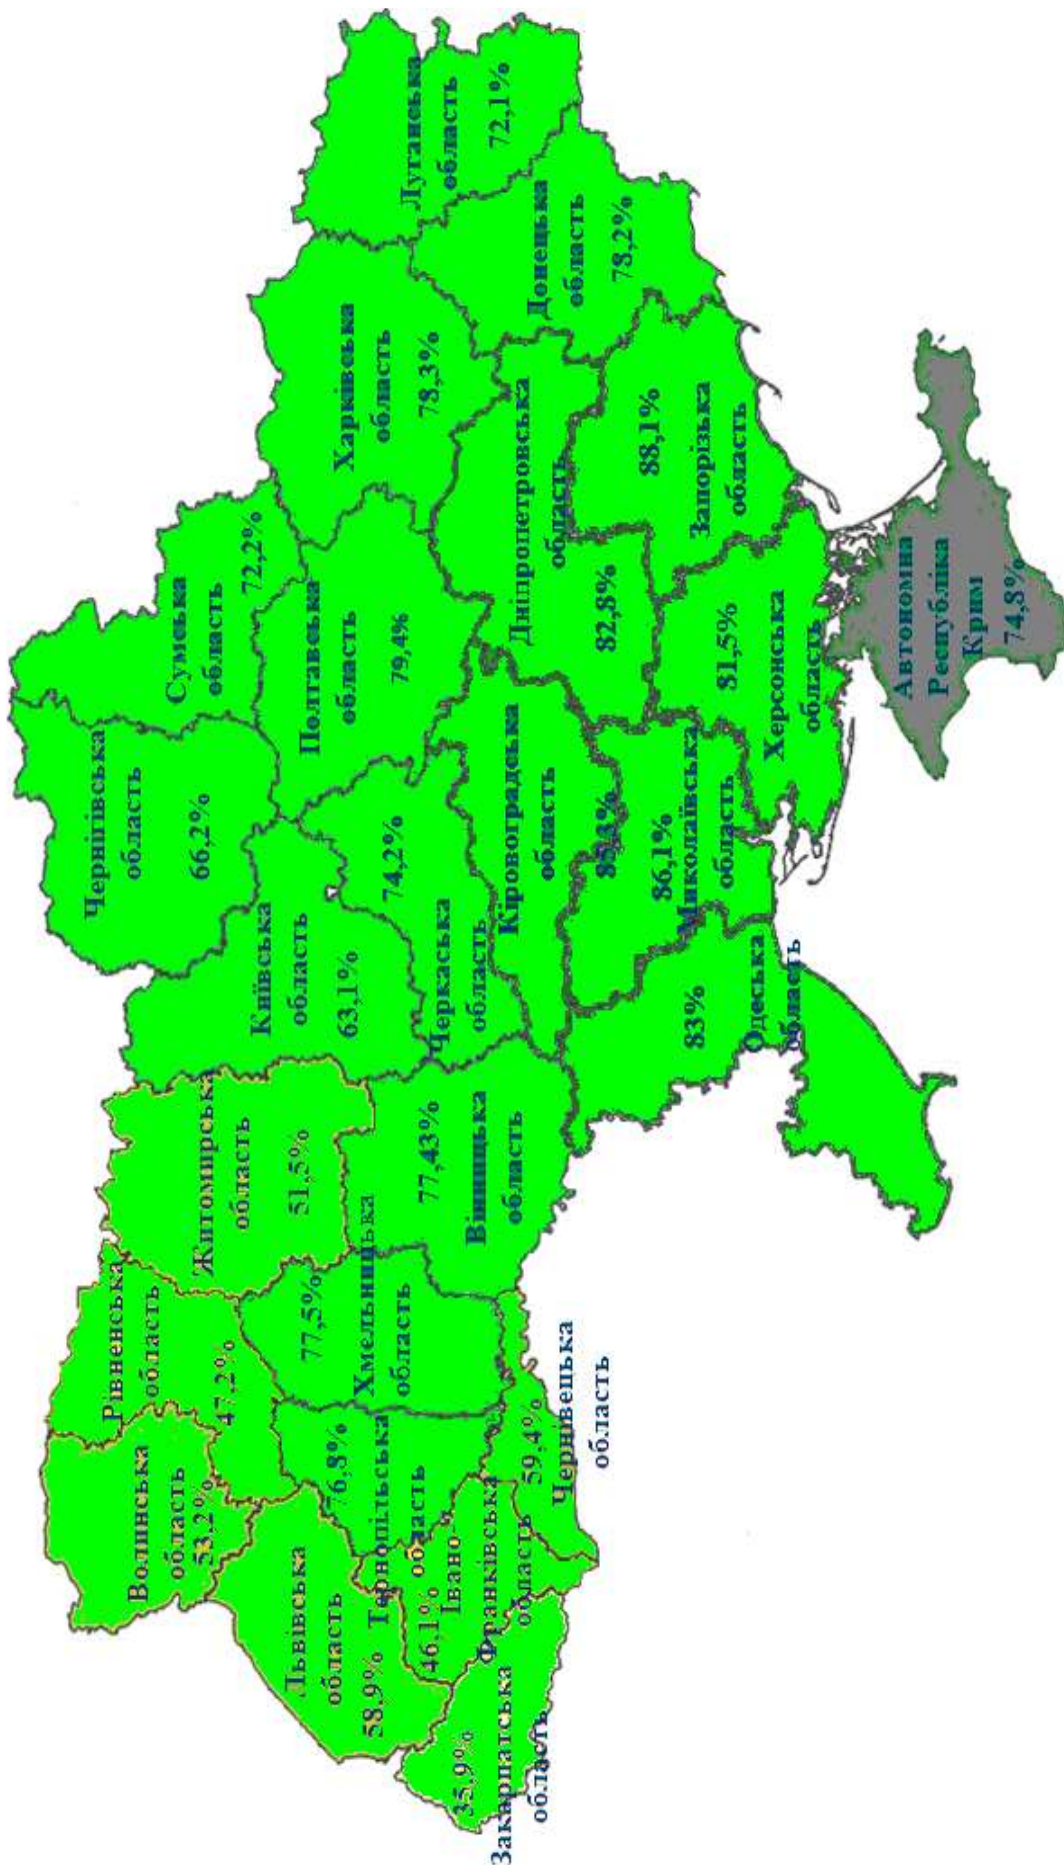 Волинська
область
53,2%
Рівненська
область
47,2%
Житомирська
область
51,5%
Київська
область
63,1%
Чернігівська
область
66,2%
Сумська
область
72,2%
Львівська
область
58,9%
Тернопільська
область
76,8%
Хмельницька
область
77,5%
Вінницька
область
77,43%
Черкаська
область
74,2%
Полтавська
область
79,4%
Харківська
область
78,3%
Луганська
область
72,1%
Закарпатська
область
35,9%
Івано-
Франківська
область
46,1%
Чернівецька
область
59,4%
Кіровоградська
область
85,3%
Дніпропетровська
область
82,8%
Донецька
область
78,2%
Одеська
область
83%
Миколаївська
область
86,1%
Херсонська
область
81,5%
Запорізька
область
88,1%
Автономна
Республіка
Крим
74,8%